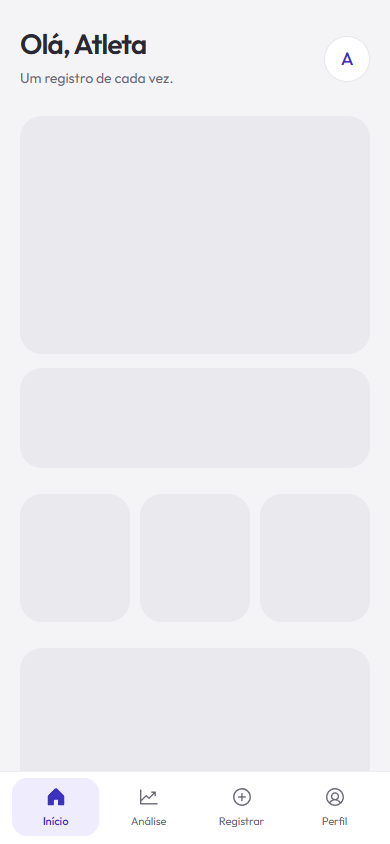 Olá, Atleta
Um registro de cada vez.
A
Início
Análise
Registrar
Perfil